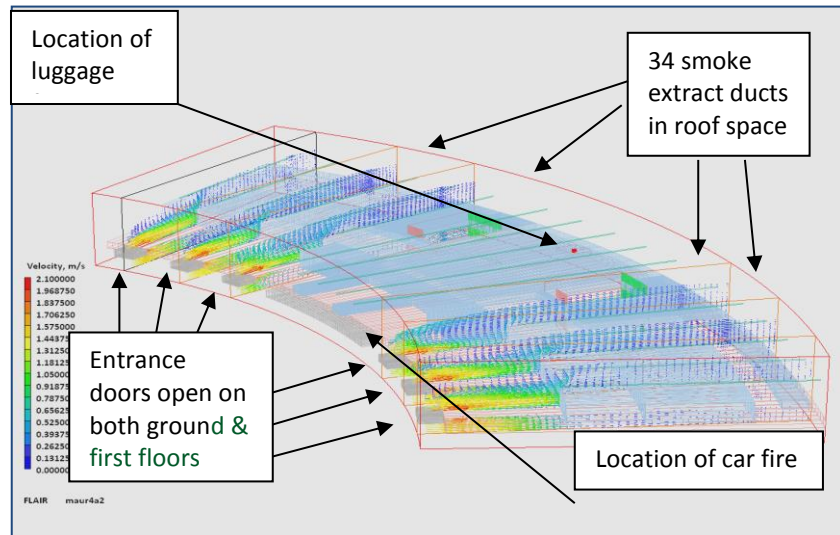 Location of
luggage
34 smoke
extract ducts
in roof space
Velocity, m/s
2.100000
1.968750
1.837500
1.706250
1.575000
1.44375
1.31250
1.18125
1.05000
0.91875
0.78750
0.65625
0.52500
0.39375
0.26250
0.13125
0.00000
Entrance
doors open on
both ground &
first floors
Location of car fire
FLAIR maur4a2